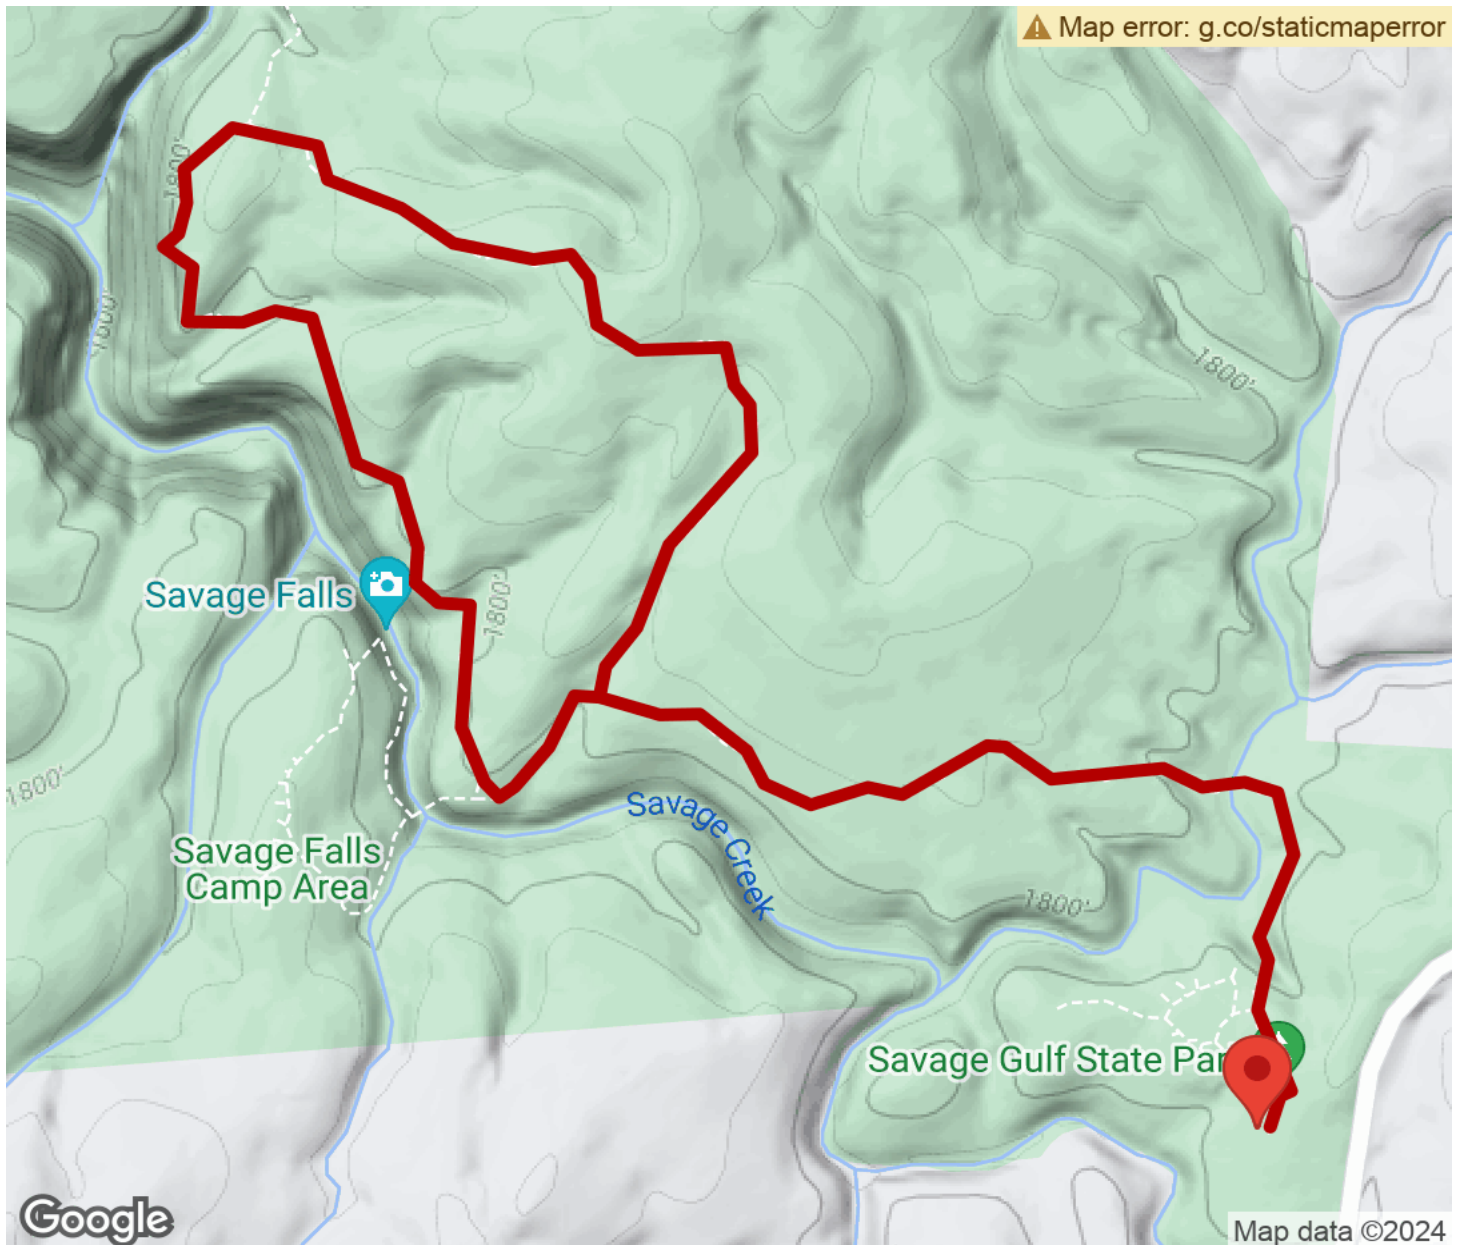 Map error: g.co/staticmaperror
1800'
1800'
1800'
Savage Falls
1800'
1800'
Savage Creek
Savage Falls
Camp Area
1800'
Savage Gulf State Par
Google
Map data ©2024